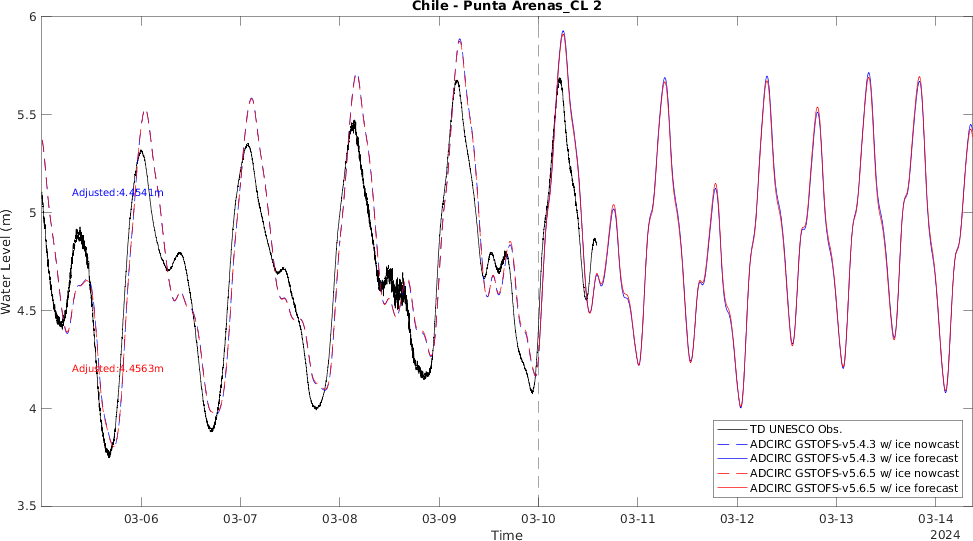 Chile - Punta Arenas_CL 2
Water Level (m)
6
5.5
5
4.5
4
3.5
Adjusted:4.4541m
Adjusted:4.4563m
TD UNESCO Obs.
ADCIRC GSTOFS-v5.4.3 w/ ice nowcast
ADCIRC GSTOFS-v5.4.3 w/ ice forecast
ADCIRC GSTOFS-v5.6.5 w/ ice nowcast
ADCIRC GSTOFS-v5.6.5 w/ ice forecast
03-06 03-07 03-08 03-09 03-10 03-11 03-12 03-13 03-14
2024
Time